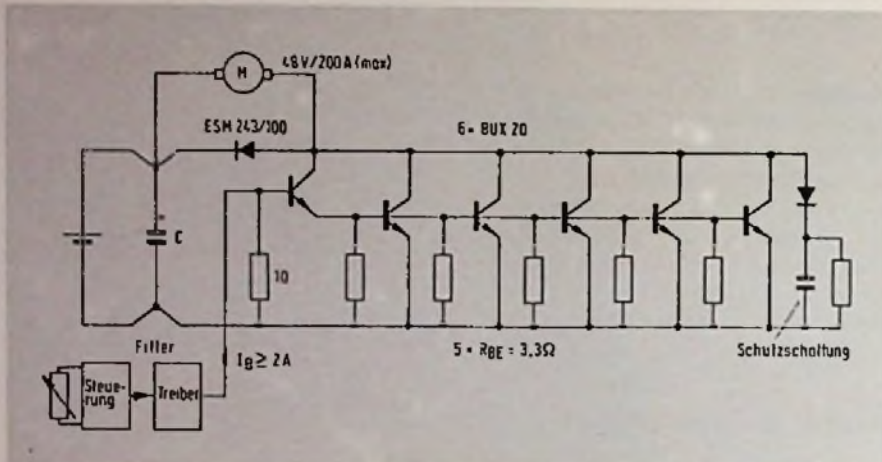 M
48V/200A (max)
ESM 243/100
6 × BUX 20
+
C
10
Filter
I_B ≥ 2A
5 × R_BE = 3,3Ω
Schutzschaltung
Steue-
rung
Treiber